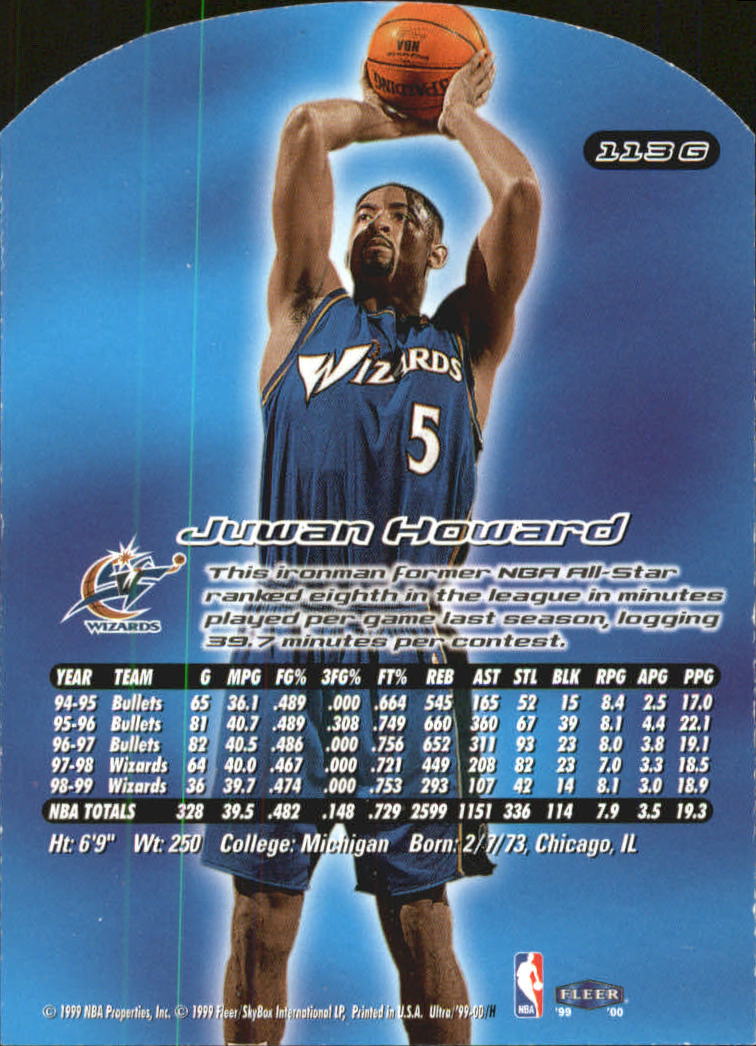 NBA
SPALDING
113 G
WIZARDS
5
Juwan Howard
WIZARDS
This ironman former NBA All-Star
ranked eighth in the league in minutes
played per game last season, logging
39.7 minutes per contest.
YEAR TEAM G MPG FG% 3FG% FT% REB AST STL BLK RPG APG PPG
94-95 Bullets 65 36.1 .489 .000 .664 545 165 52 15 8.4 2.5 17.0
95-96 Bullets 81 40.7 .489 .308 .749 660 360 67 39 8.1 4.4 22.1
96-97 Bullets 82 40.5 .486 .000 .756 652 311 93 23 8.0 3.8 19.1
97-98 Wizards 64 40.0 .467 .000 .721 449 208 82 23 7.0 3.3 18.5
98-99 Wizards 36 39.7 .474 .000 .753 293 107 42 14 8.1 3.0 18.9
NBA TOTALS 328 39.5 .482 .148 .729 2599 1151 336 114 7.9 3.5 19.3
Ht: 6'9" Wt: 250 College: Michigan Born: 2/7/73, Chicago, IL
NBA
FLEER
'99 '00
© 1999 NBA Properties, Inc. © 1999 Fleer/SkyBox International LP, Printed in U.S.A. Ultra/'99-00/H